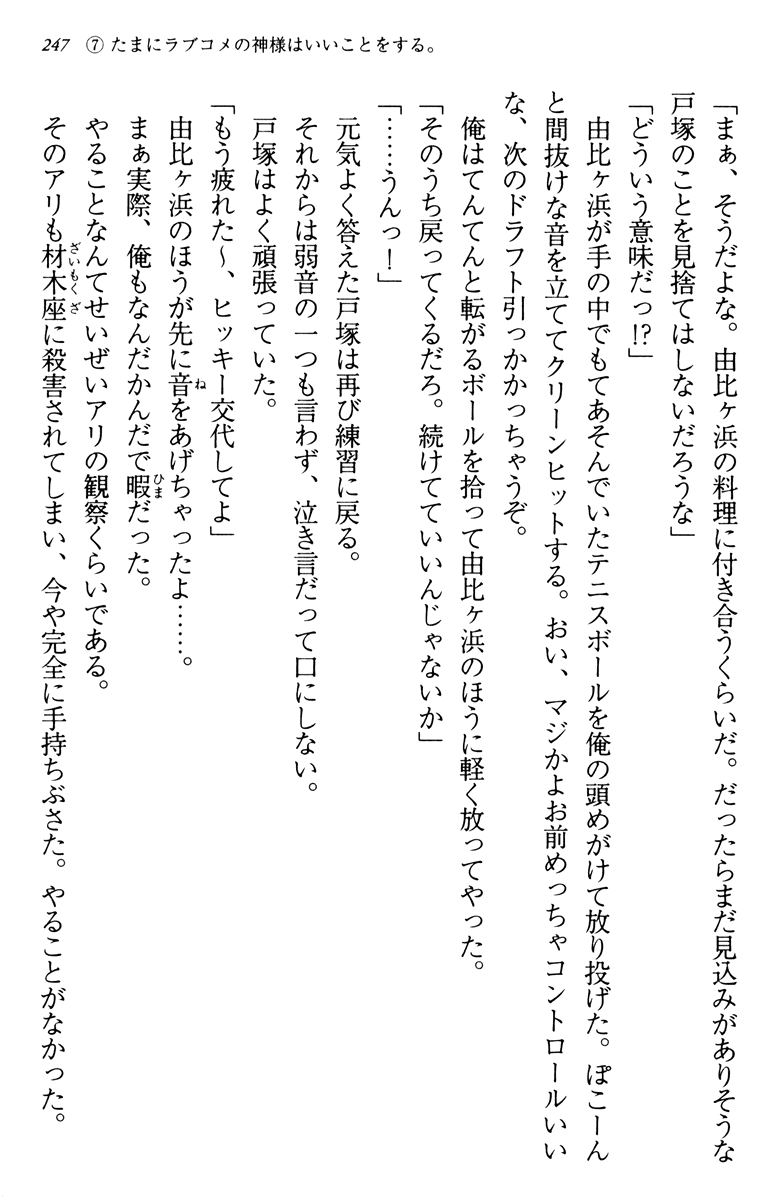 247 ⑦ たまにラブコメの神様はいいことをする。
「まぁ、そうだよな。由比ヶ浜の料理に付き合うくらいだ。だったらまだ見込みがありそうな
戸塚のことを見捨てはしないだろうな」
「どういう意味だっ!?」
　由比ヶ浜が手の中でもてあそんでいたテニスボールを俺の頭めがけて放り投げた。ぽこーん
と間抜けな音を立ててクリーンヒットする。おい、マジかよお前めっちゃコントロールいい
な、次のドラフト引っかかっちゃうぞ。
　俺はてんてんと転がるボールを拾って由比ヶ浜のほうに軽く放ってやった。
「そのうち戻ってくるだろ。続けてていいんじゃないか」
「……うんっ！」
　元気よく答えた戸塚は再び練習に戻る。
　それからは弱音の一つも言わず、泣き言だって口にしない。
　戸塚はよく頑張っていた。
「もう疲れた～、ヒッキー交代してよ」
　由比ヶ浜のほうが先に音ねをあげちゃったよ……。
　まぁ実際、俺もなんだかんだで暇ひまだった。
　やることなんてせいぜいアリの観察くらいである。
　そのアリも材木座ざいもくざに殺害されてしまい、今や完全に手持ちぶさた。やることがなかった。